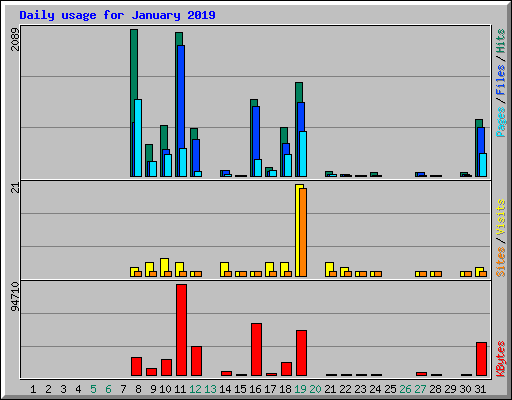 Daily usage for January 2019
2089
Pages / Files / Hits
21
Sites / Visits
94710
KBytes
1 2 3 4 5 6 7 8 9 10 11 12 13 14 15 16 17 18 19 20 21 22 23 24 25 26 27 28 29 30 31